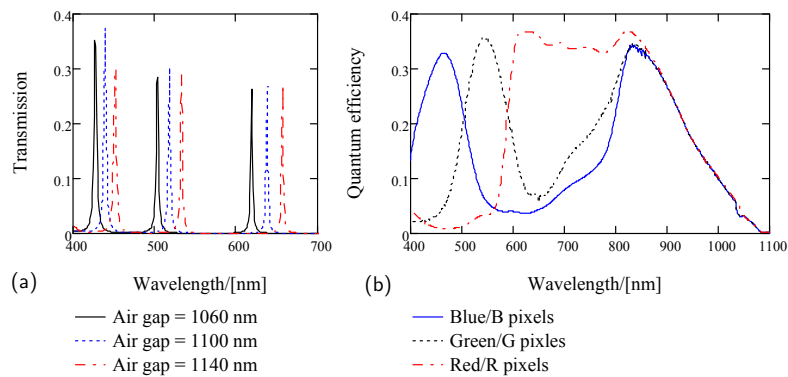 0.4
0.3
0.2
0.1
0
400
500
600
700
Transmission
Wavelength/[nm]
(a)
Air gap = 1060 nm
Air gap = 1100 nm
Air gap = 1140 nm
0.4
0.3
0.2
0.1
0
400 500 600 700 800 900 1000 1100
Quantum efficiency
Wavelength/[nm]
(b)
Blue/B pixels
Green/G pixles
Red/R pixels